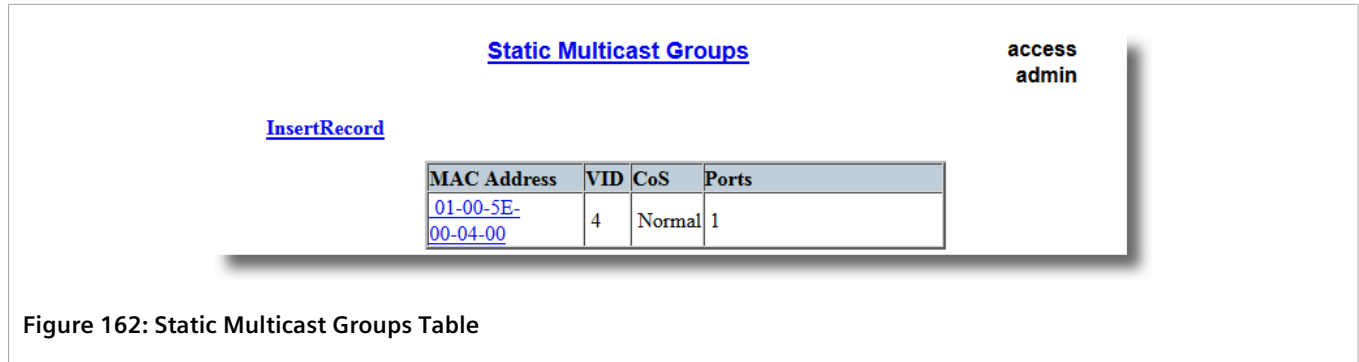 Static Multicast Groups
access
admin
InsertRecord
MAC Address VID CoS Ports
01-00-5E-
00-04-00 4 Normal 1
Figure 162: Static Multicast Groups Table